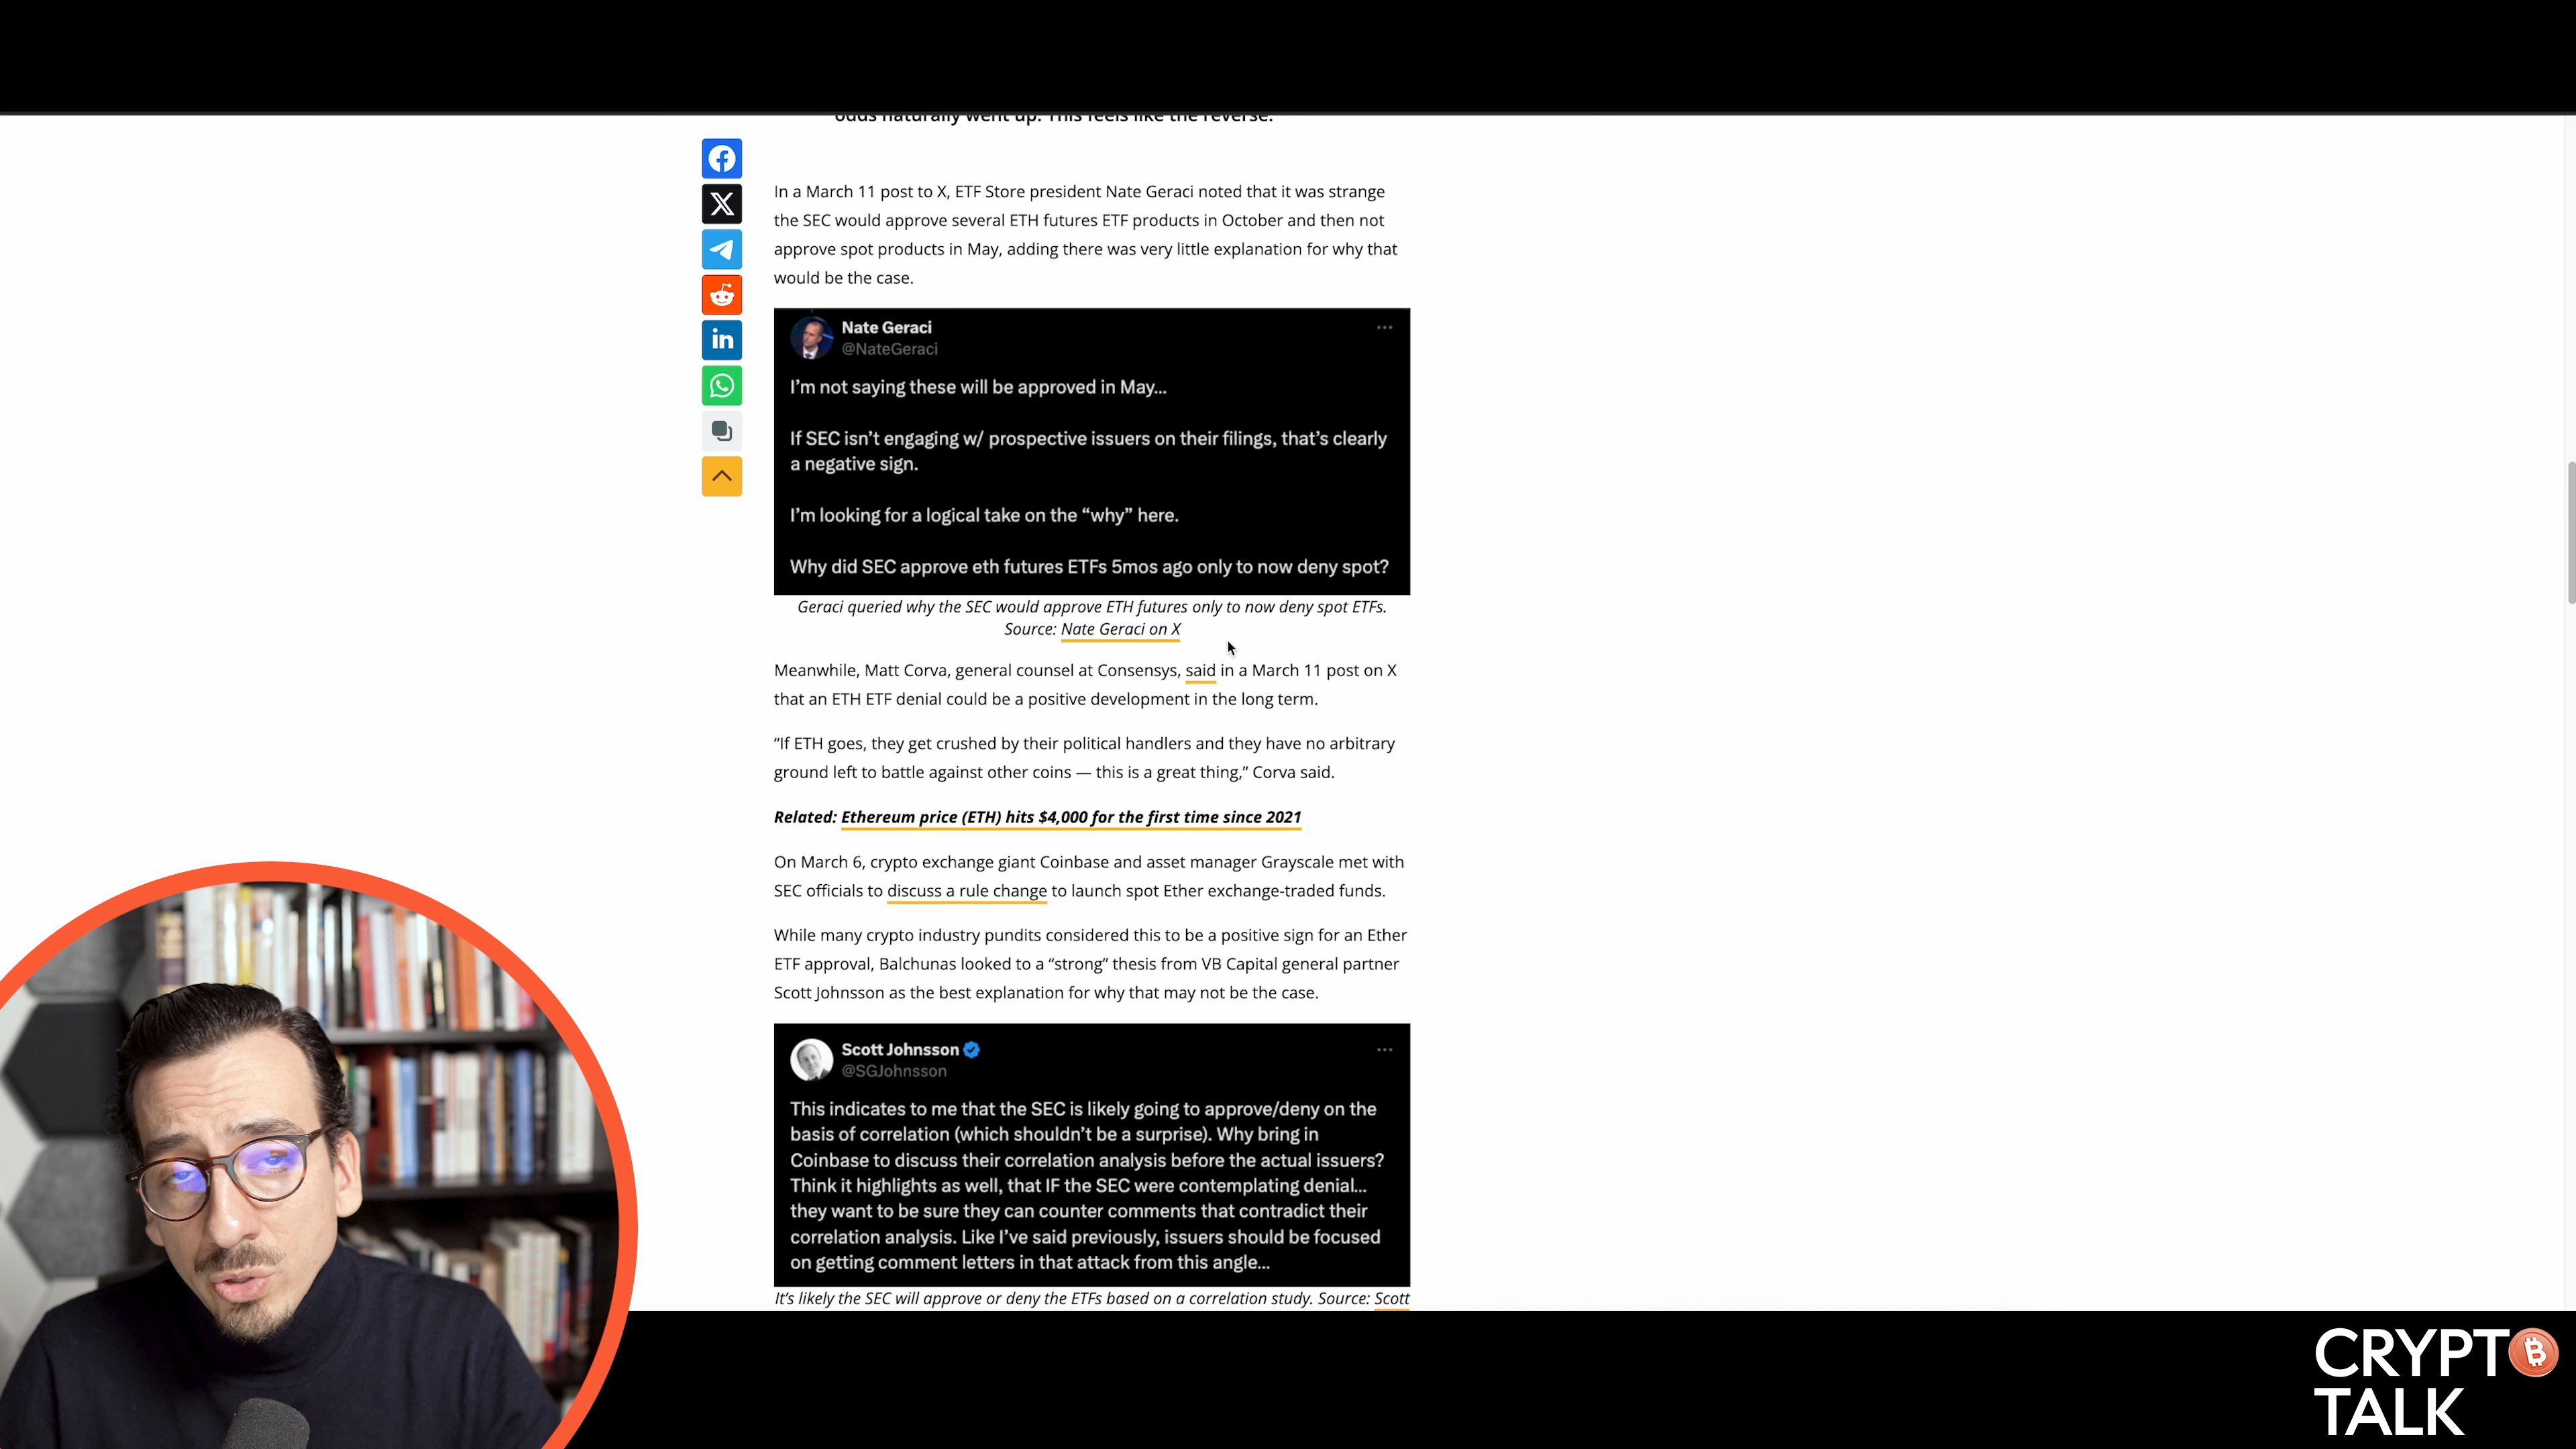 odds naturally went up. This feels like the reverse.
In a March 11 post to X, ETF Store president Nate Geraci noted that it was strange
the SEC would approve several ETH futures ETF products in October and then not
approve spot products in May, adding there was very little explanation for why that
would be the case.
Nate Geraci
@NateGeraci
I'm not saying these will be approved in May...
If SEC isn't engaging w/ prospective issuers on their filings, that's clearly
a negative sign.
I'm looking for a logical take on the “why” here.
Why did SEC approve eth futures ETFs 5mos ago only to now deny spot?
Geraci queried why the SEC would approve ETH futures only to now deny spot ETFs.
Source: Nate Geraci on X
Meanwhile, Matt Corva, general counsel at Consensys, said in a March 11 post on X
that an ETH ETF denial could be a positive development in the long term.
“If ETH goes, they get crushed by their political handlers and they have no arbitrary
ground left to battle against other coins — this is a great thing,” Corva said.
Related: Ethereum price (ETH) hits $4,000 for the first time since 2021
On March 6, crypto exchange giant Coinbase and asset manager Grayscale met with
SEC officials to discuss a rule change to launch spot Ether exchange-traded funds.
While many crypto industry pundits considered this to be a positive sign for an Ether
ETF approval, Balchunas looked to a “strong” thesis from VB Capital general partner
Scott Johnsson as the best explanation for why that may not be the case.
Scott Johnsson
@SGJohnsson
This indicates to me that the SEC is likely going to approve/deny on the
basis of correlation (which shouldn't be a surprise). Why bring in
Coinbase to discuss their correlation analysis before the actual issuers?
Think it highlights as well, that IF the SEC were contemplating denial...
they want to be sure they can counter comments that contradict their
correlation analysis. Like I've said previously, issuers should be focused
on getting comment letters in that attack from this angle...
It's likely the SEC will approve or deny the ETFs based on a correlation study. Source: Scott
CRYPTO
TALK